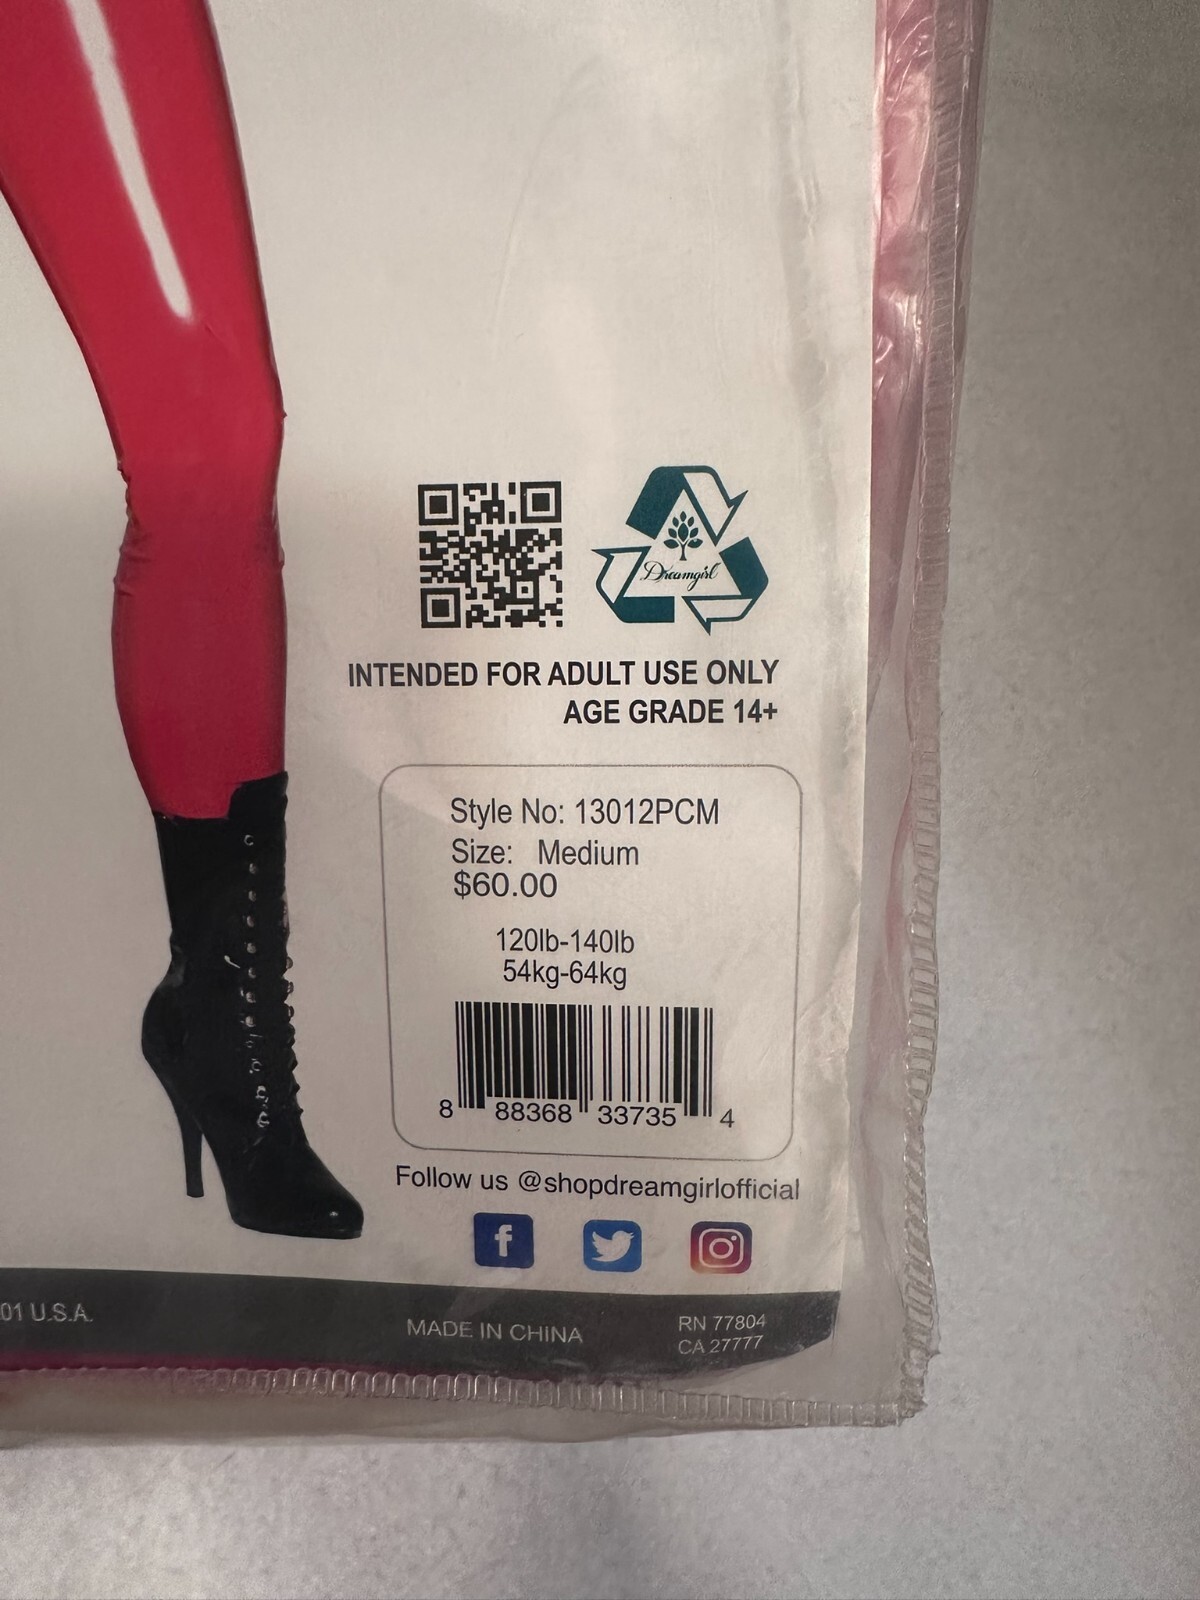 Dreamgirl
INTENDED FOR ADULT USE ONLY
AGE GRADE 14+
Style No: 13012PCM
Size: Medium
$60.00
120lb-140lb
54kg-64kg
8 88368 33735 4
Follow us @shopdreamgirlofficial
f
01 U.S.A.
MADE IN CHINA
RN 77804
CA 27777